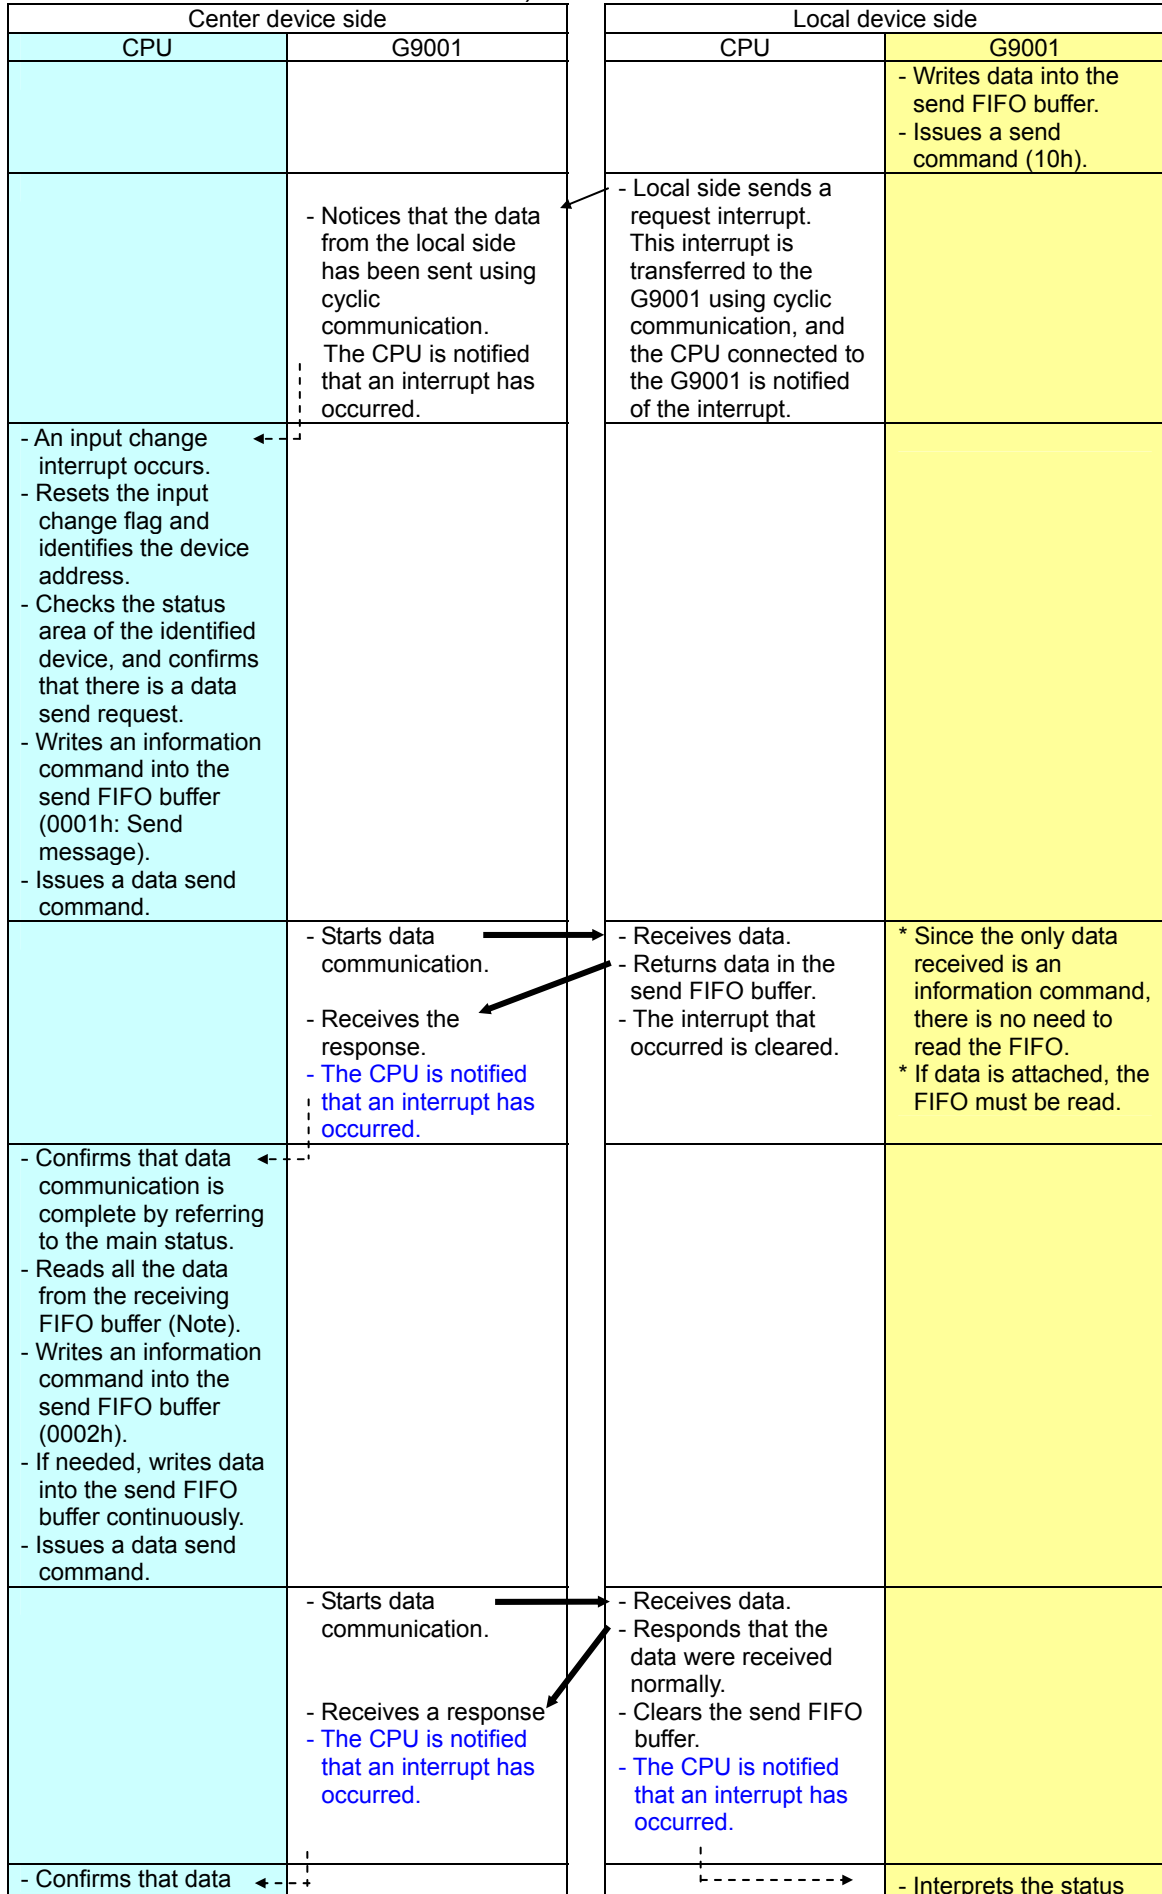 Center device side
Local device side
CPU
G9001
CPU
G9001
- Writes data into the
send FIFO buffer.
- Issues a send
command (10h).
- Notices that the data
from the local side
has been sent using
cyclic
communication.
The CPU is notified
that an interrupt has
occurred.
- Local side sends a
request interrupt.
This interrupt is
transferred to the
G9001 using cyclic
communication, and
the CPU connected to
the G9001 is notified
of the interrupt.
- An input change
interrupt occurs.
- Resets the input
change flag and
identifies the device
address.
- Checks the status
area of the identified
device, and confirms
that there is a data
send request.
- Writes an information
command into the
send FIFO buffer
(0001h: Send
message).
- Issues a data send
command.
- Starts data
communication.
- Receives the
response.
- The CPU is notified
that an interrupt has
occurred.
- Receives data.
- Returns data in the
send FIFO buffer.
- The interrupt that
occurred is cleared.
* Since the only data
received is an
information command,
there is no need to
read the FIFO.
* If data is attached, the
FIFO must be read.
- Confirms that data
communication is
complete by referring
to the main status.
- Reads all the data
from the receiving
FIFO buffer (Note).
- Writes an information
command into the
send FIFO buffer
(0002h).
- If needed, writes data
into the send FIFO
buffer continuously.
- Issues a data send
command.
- Starts data
communication.
- Receives a response
- The CPU is notified
that an interrupt has
occurred.
- Receives data.
- Responds that the
data were received
normally.
- Clears the send FIFO
buffer.
- The CPU is notified
that an interrupt has
occurred.
- Confirms that data
- Interprets the status